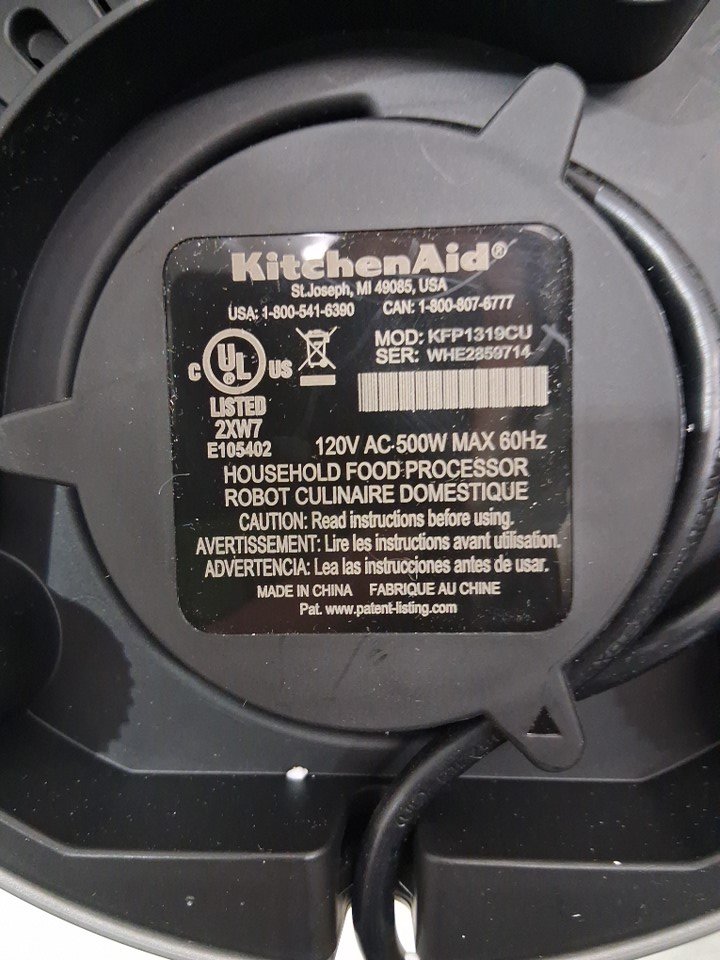 KitchenAid®
St.Joseph, MI 49085, USA
USA: 1-800-541-6390 CAN: 1-800-807-6777
MOD: KFP1319CU
SER: WHE2859714
C UL ® US
LISTED
2XW7
E105402
120V AC 500W MAX 60Hz
HOUSEHOLD FOOD PROCESSOR
ROBOT CULINAIRE DOMESTIQUE
CAUTION: Read instructions before using.
AVERTISSEMENT: Lire les instructions avant utilisation.
ADVERTENCIA: Lea las instrucciones antes de usar.
MADE IN CHINA FABRIQUE AU CHINE
Pat. www.patent-listing.com